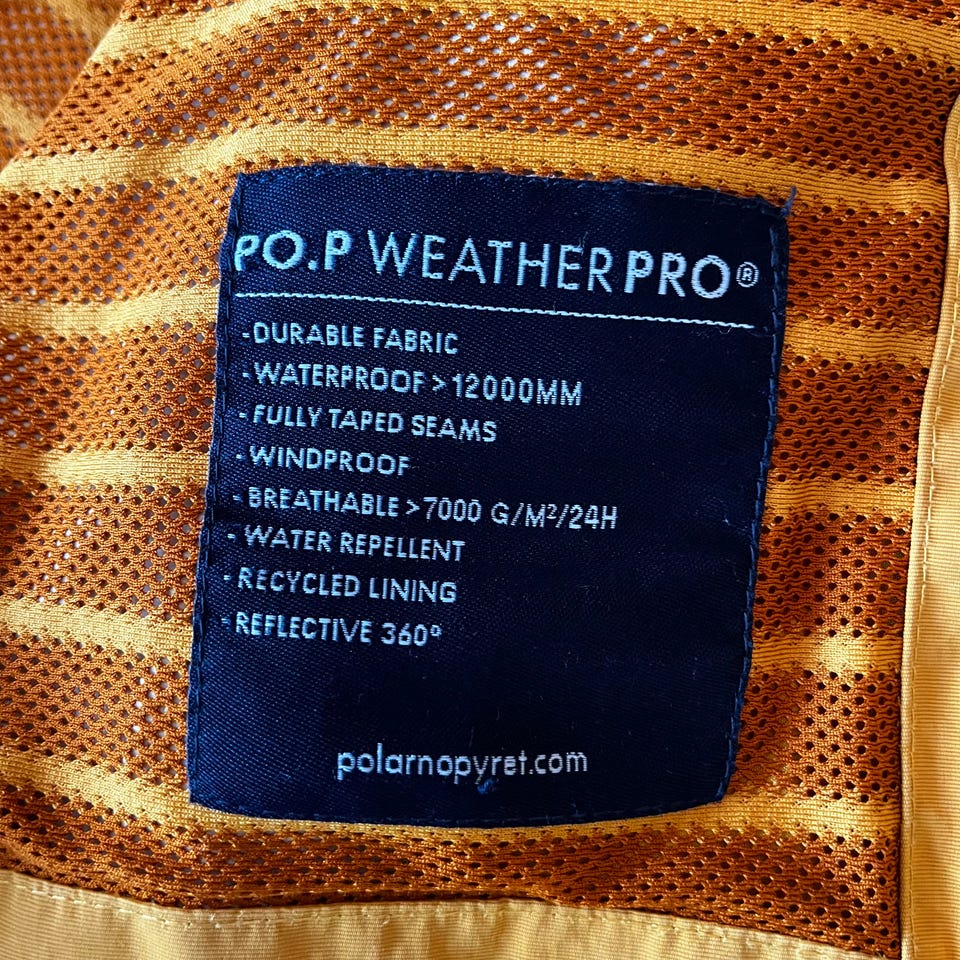 PO.P WEATHERPRO®
-DURABLE FABRIC
-WATERPROOF>12000MM
-FULLY TAPED SEAMS
-WINDPROOF
-BREATHABLE>7000 G/M²/24H
-WATER REPELLENT
-RECYCLED LINING
-REFLECTIVE 360°
polarnopyret.com